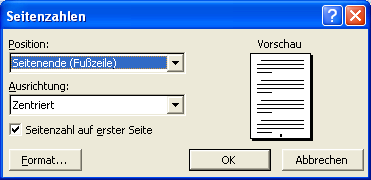 Seitenzahlen
Position:
Vorschau
Seitenende (Fußzeile)
Ausrichtung:
Zentriert
Seitenzahl auf erster Seite
Format...
OK
Abbrechen